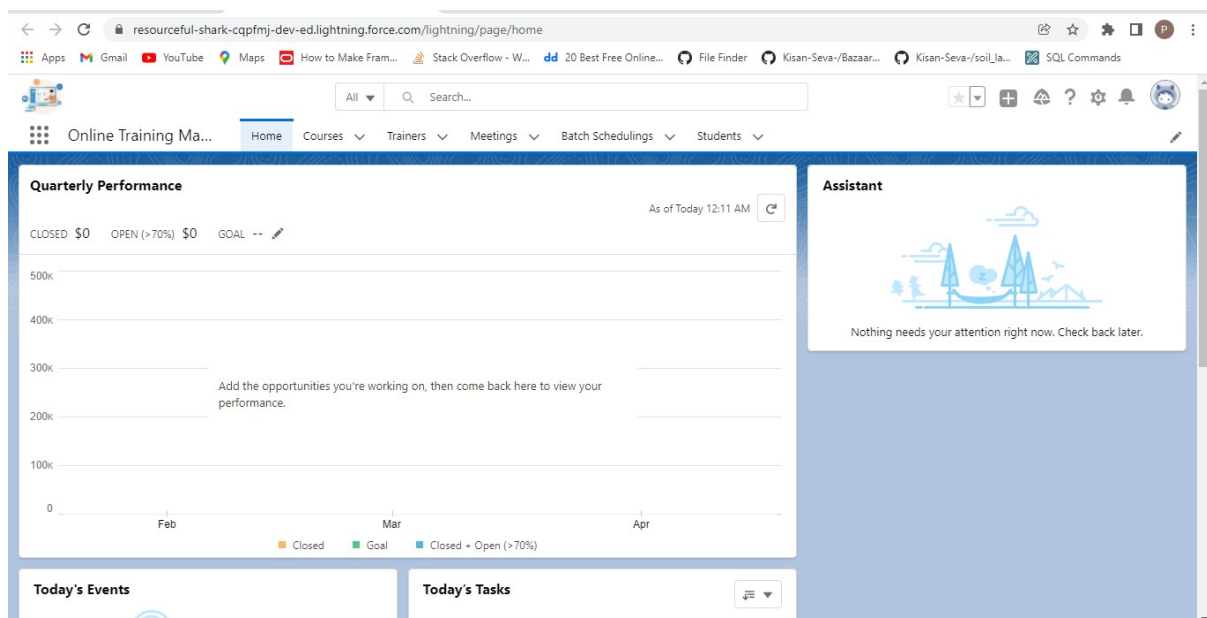 resourceful-shark-cqpfmj-dev-ed.lightning.force.com/lightning/page/home
P
Apps Gmail YouTube Maps How to Make Fram... Stack Overflow - W... dd 20 Best Free Online... File Finder Kisan-Seva-/Bazaar... Kisan-Seva-/soil_la... SQL Commands
All Search...
Online Training Ma... Home Courses Trainers Meetings Batch Schedulings Students
Quarterly Performance
As of Today 12:11 AM
CLOSED $0 OPEN (>70%) $0 GOAL --
500K
400K
300K
Add the opportunities you're working on, then come back here to view your
performance.
200K
100K
0
Feb Mar Apr
Closed Goal Closed + Open (>70%)
Assistant
z
Nothing needs your attention right now. Check back later.
Today's Events
Today's Tasks